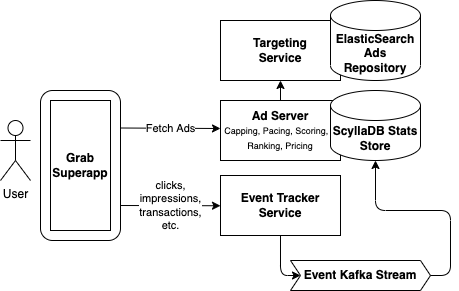 Targeting
Service
ElasticSearch
Ads
Repository
Fetch Ads
Ad Server
Capping, Pacing, Scoring,
Ranking, Pricing
ScyllaDB Stats
Store
Grab
Superapp
User
clicks,
impressions,
transactions,
etc.
Event Tracker
Service
Event Kafka Stream